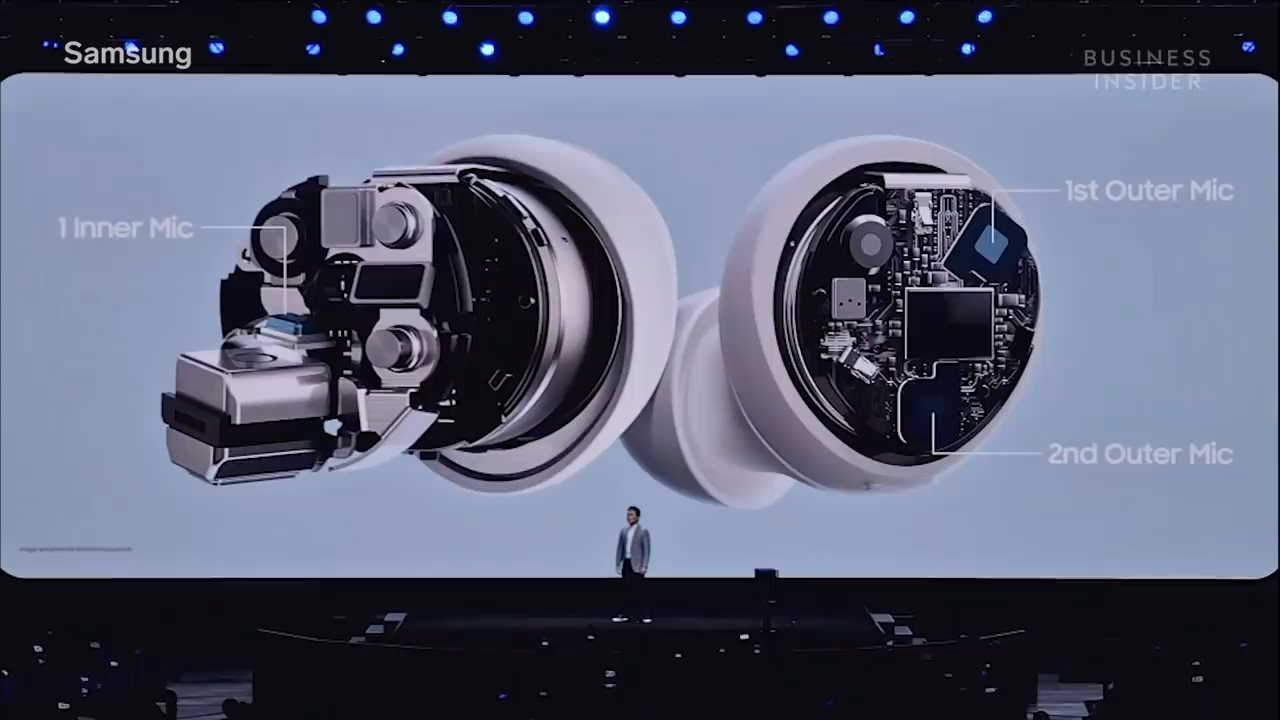 Samsung
BUSINESS
INSIDER
1 Inner Mic
1st Outer Mic
2nd Outer Mic